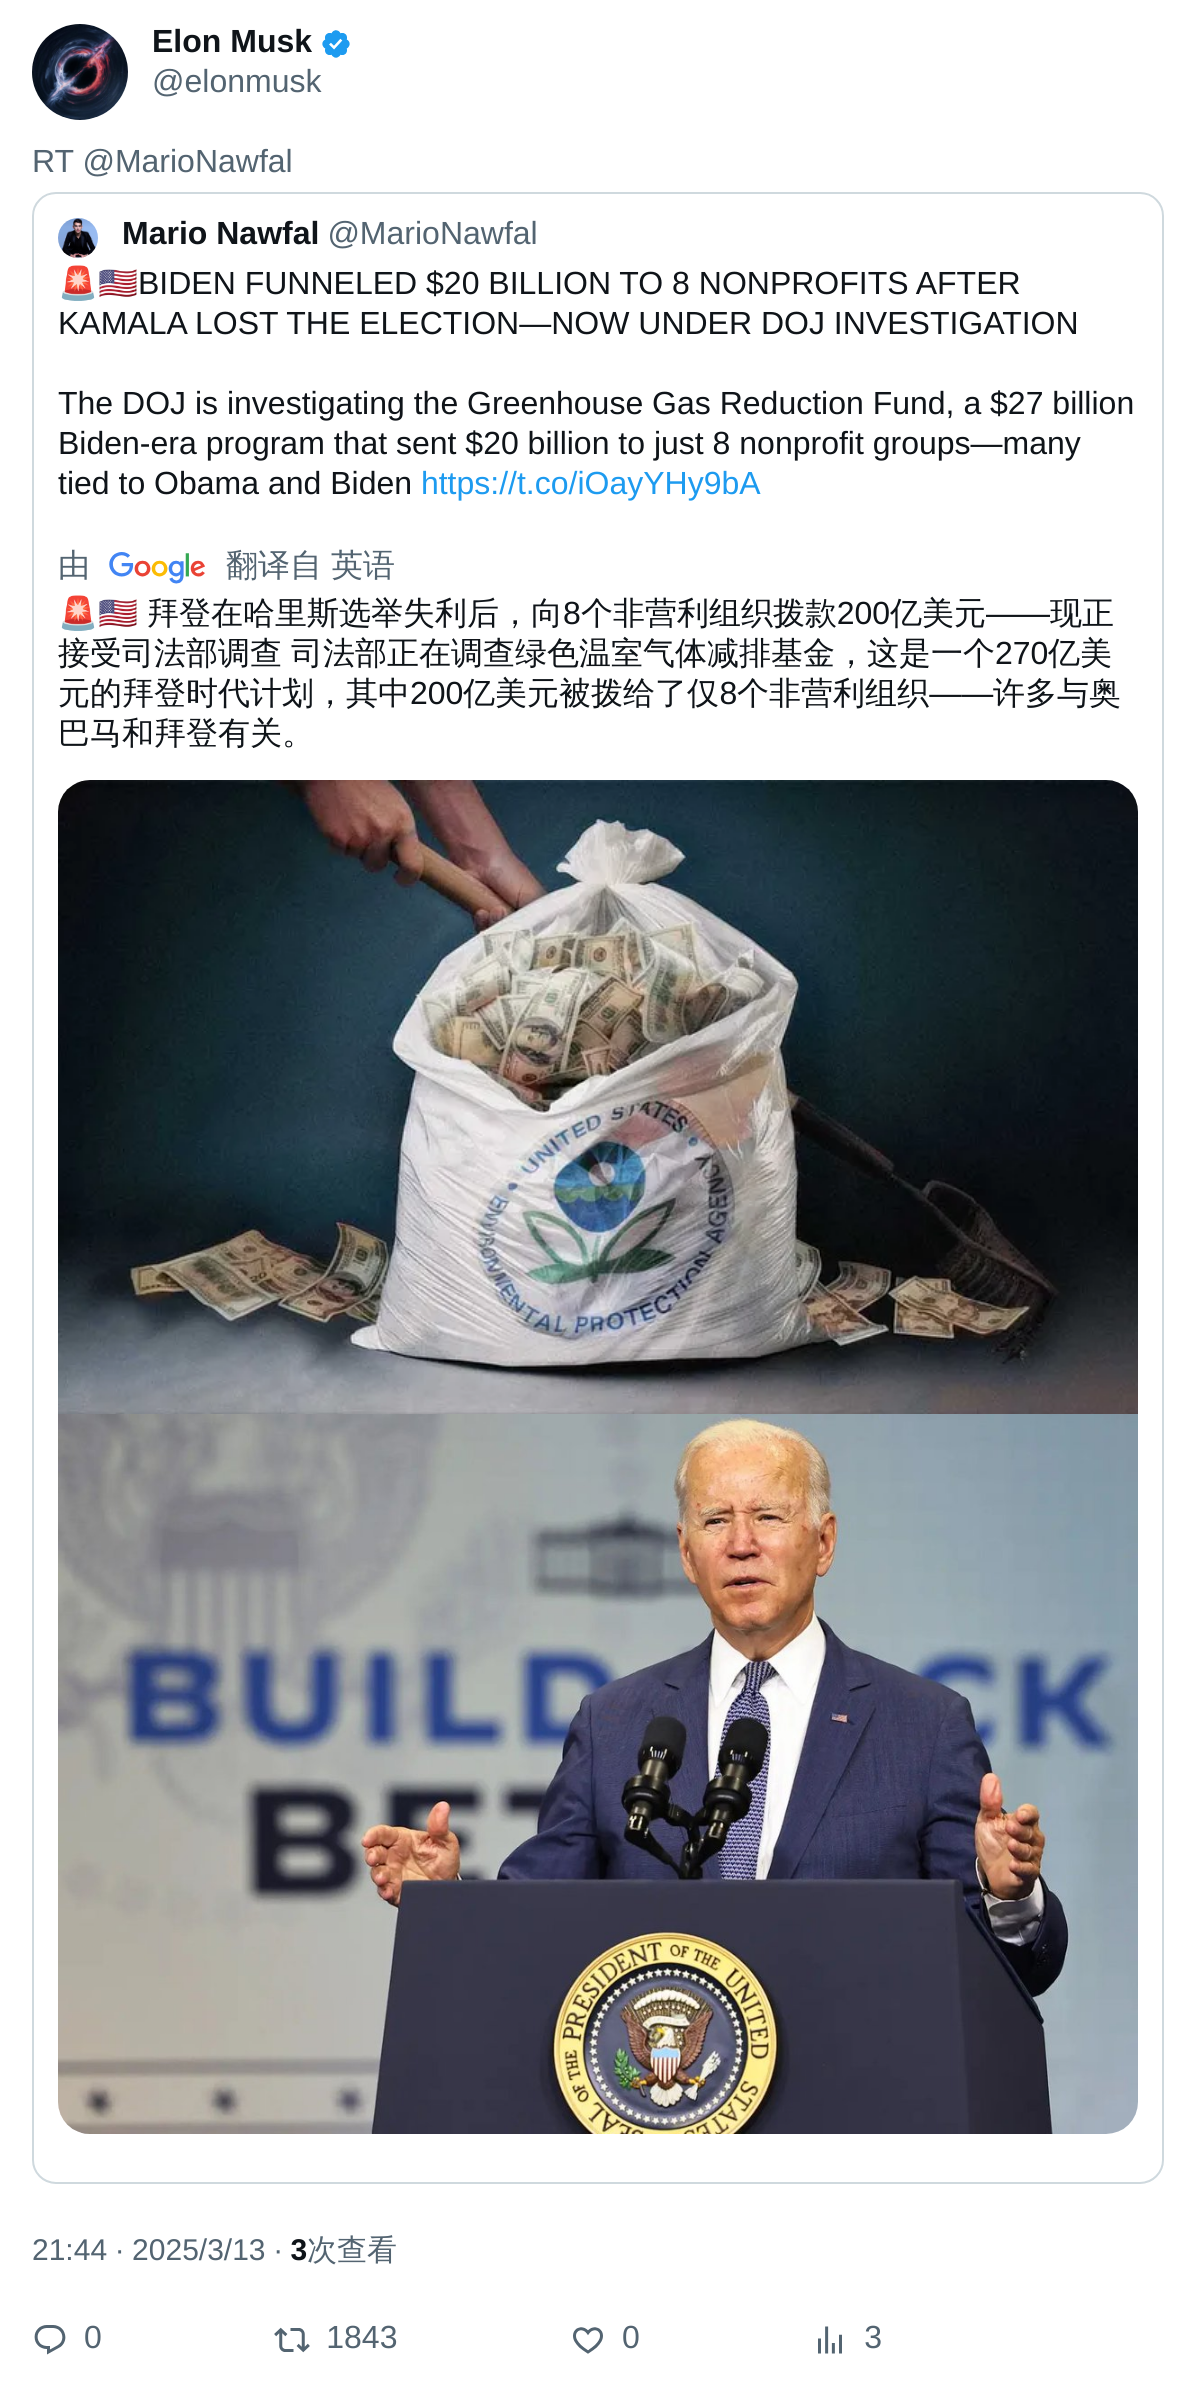 Elon Musk
@elonmusk
RT @MarioNawfal
Mario Nawfal @MarioNawfal
🚨🇺🇸BIDEN FUNNELED $20 BILLION TO 8 NONPROFITS AFTER
KAMALA LOST THE ELECTION—NOW UNDER DOJ INVESTIGATION
The DOJ is investigating the Greenhouse Gas Reduction Fund, a $27 billion
Biden-era program that sent $20 billion to just 8 nonprofit groups—many
tied to Obama and Biden https://t.co/iOayYHy9bA
由 Google 翻译自 英语
🚨🇺🇸 拜登在哈里斯选举失利后，向8个非营利组织拨款200亿美元——现正
接受司法部调查 司法部正在调查绿色温室气体减排基金，这是一个270亿美
元的拜登时代计划，其中200亿美元被拨给了仅8个非营利组织——许多与奥
巴马和拜登有关。
UNITED STATES • ENVIRONMENTAL PROTECTION AGENCY •
BUILD CK
BET
SEAL OF THE PRESIDENT OF THE UNITED STATES
21:44 · 2025/3/13 · 3次查看
0 1843 0 3